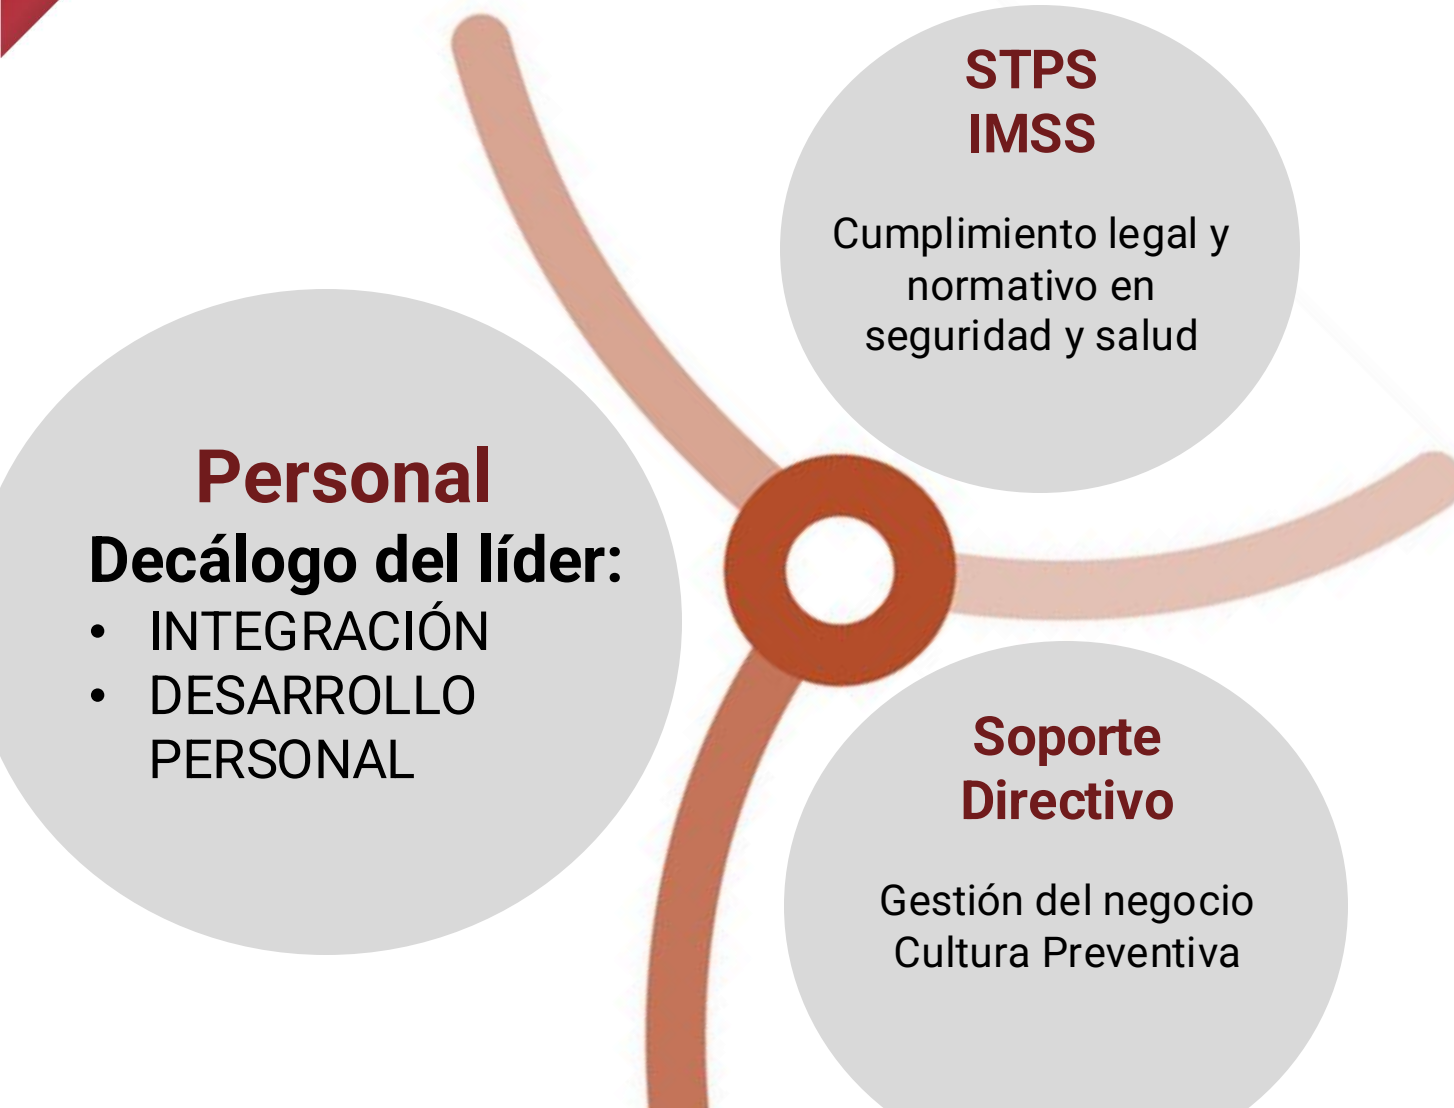 STPS
IMSS
Cumplimiento legal y
normativo en
seguridad y salud
Personal
Decálogo del líder:
• INTEGRACIÓN
• DESARROLLO
PERSONAL
Soporte
Directivo
Gestión del negocio
Cultura Preventiva